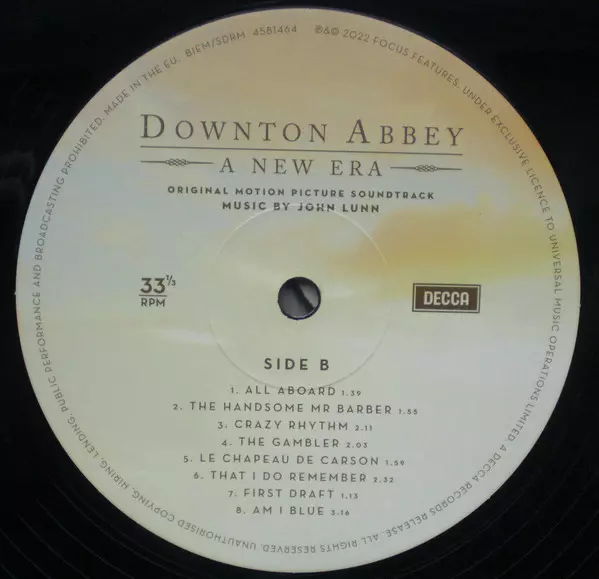 MADE IN THE EU. BIEM/SDRM 4551464 ℗&© 2022 FOCUS FEATURES. UNDER EXCLUSIVE LICENCE TO UNIVERSAL MUSIC OPERATIONS LIMITED. A DECCA RECORDS RELEASE. ALL RIGHTS RESERVED. UNAUTHORISED COPYING, HIRING, LENDING, PUBLIC PERFORMANCE AND BROADCASTING PROHIBITED.
DOWNTON ABBEY
A NEW ERA
ORIGINAL MOTION PICTURE SOUNDTRACK
MUSIC BY JOHN LUNN
33 1/3
RPM
DECCA
SIDE B
1. ALL ABOARD 1.39
2. THE HANDSOME MR BARBER 1.55
3. CRAZY RHYTHM 2.11
4. THE GAMBLER 2.03
5. LE CHAPEAU DE CARSON 1.59
6. THAT I DO REMEMBER 2.32
7. FIRST DRAFT 1.13
8. AM I BLUE 3.16